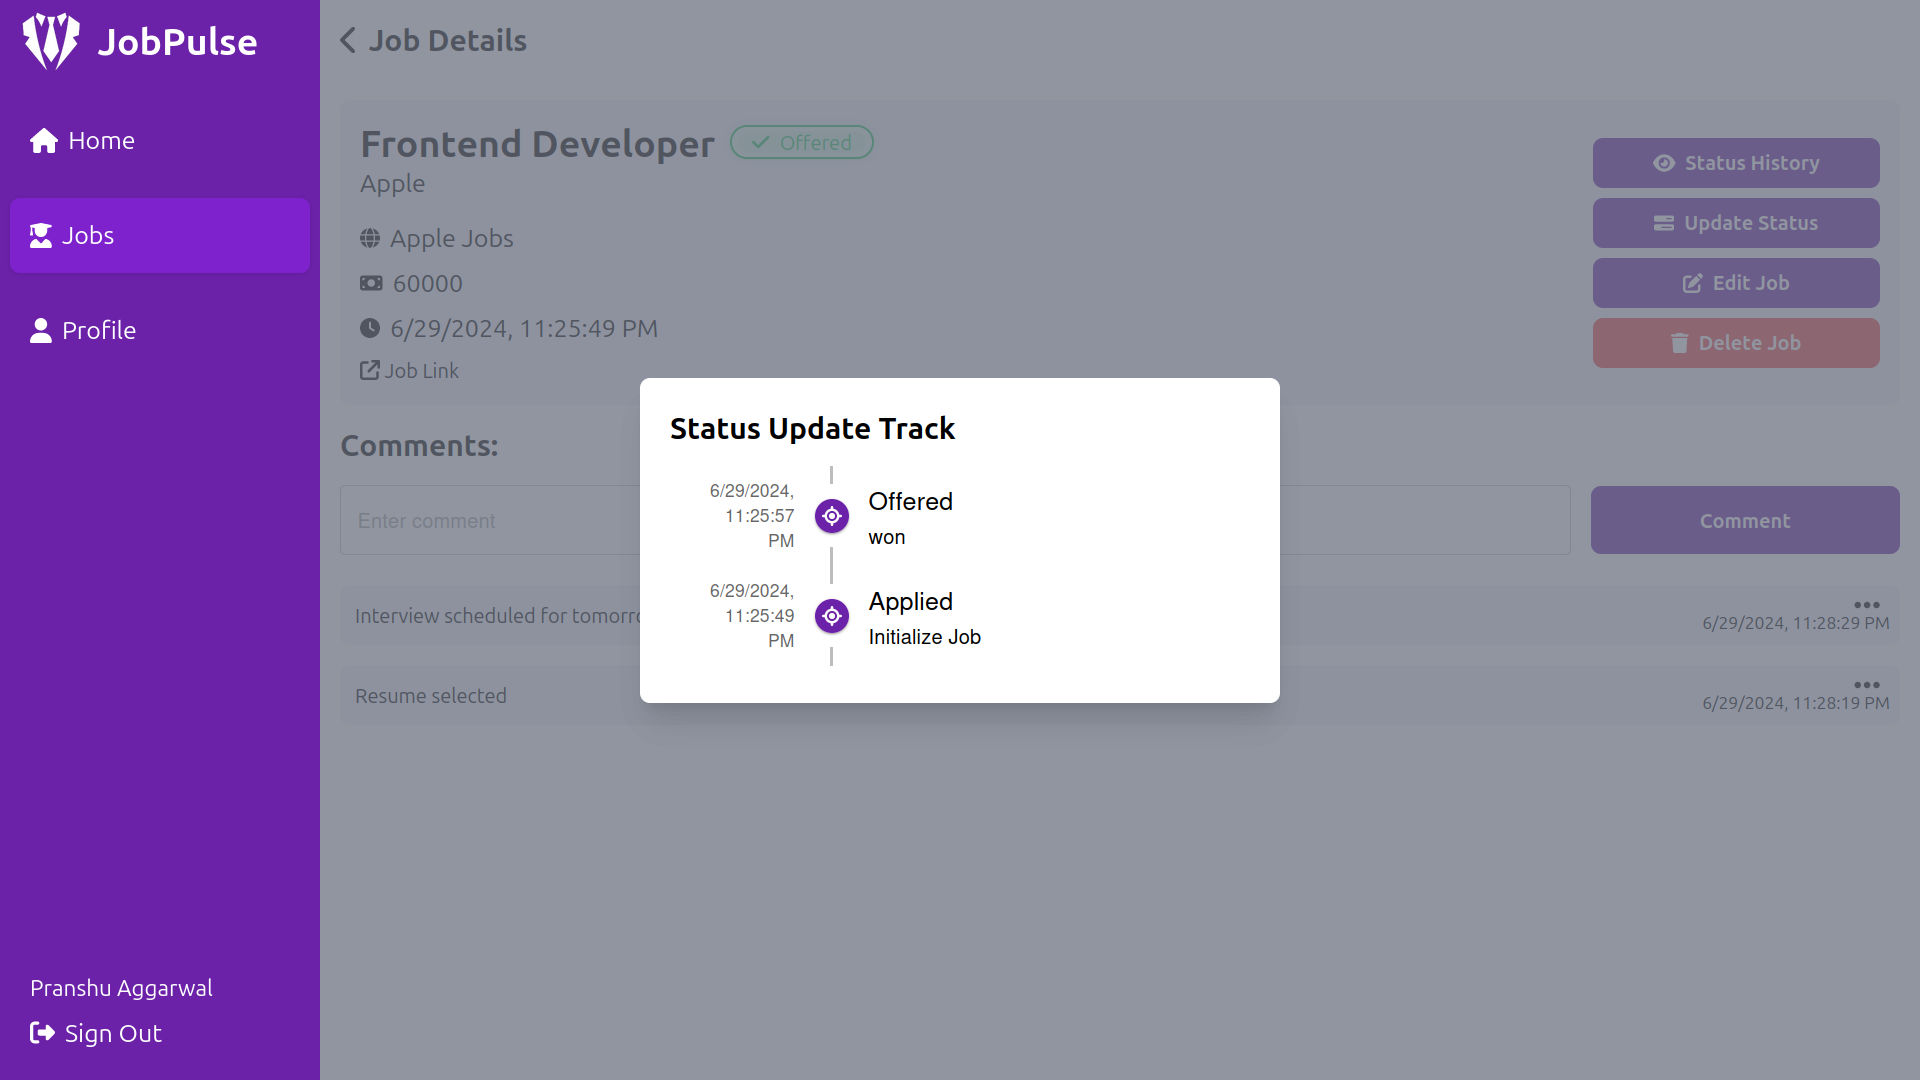 JobPulse
Home
Jobs
Profile
Pranshu Aggarwal
Sign Out
Job Details
Frontend Developer
Offered
Apple
Apple Jobs
60000
6/29/2024, 11:25:49 PM
Job Link
Status History
Update Status
Edit Job
Delete Job
Comments:
Enter comment
Comment
Interview scheduled for
6/29/2024, 11:28:29 PM
Resume selected
6/29/2024, 11:28:19 PM
Status Update Track
6/29/2024,
11:25:57
PM
Offered
won
6/29/2024,
11:25:49
PM
Applied
Initialize Job